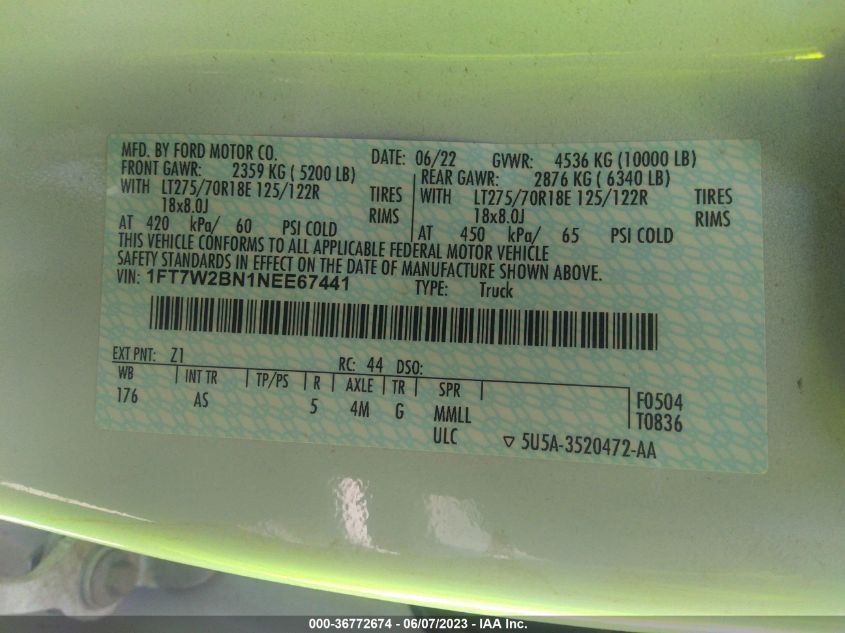 MFD. BY FORD MOTOR CO. DATE: 06/22 GVWR: 4536 KG (10000 LB)
FRONT GAWR: 2359 KG ( 5200 LB) REAR GAWR: 2876 KG ( 6340 LB)
WITH LT275/70R18E 125/122R TIRES WITH LT275/70R18E 125/122R TIRES
18x8.0J RIMS 18x8.0J RIMS
AT 420 kPa/ 60 PSI COLD AT 450 kPa/ 65 PSI COLD
THIS VEHICLE CONFORMS TO ALL APPLICABLE FEDERAL MOTOR VEHICLE
SAFETY STANDARDS IN EFFECT ON THE DATE OF MANUFACTURE SHOWN ABOVE.
VIN: 1FT7W2BN1NEE67441 TYPE: Truck
EXT PNT: Z1 RC: 44 DSO:
WB INT TR TP/PS R AXLE TR SPR
176 AS 5 4M G MMLL F0504
ULC T0836
▽ 5U5A-3520472-AA
000-36772674 - 06/07/2023 - IAA Inc.